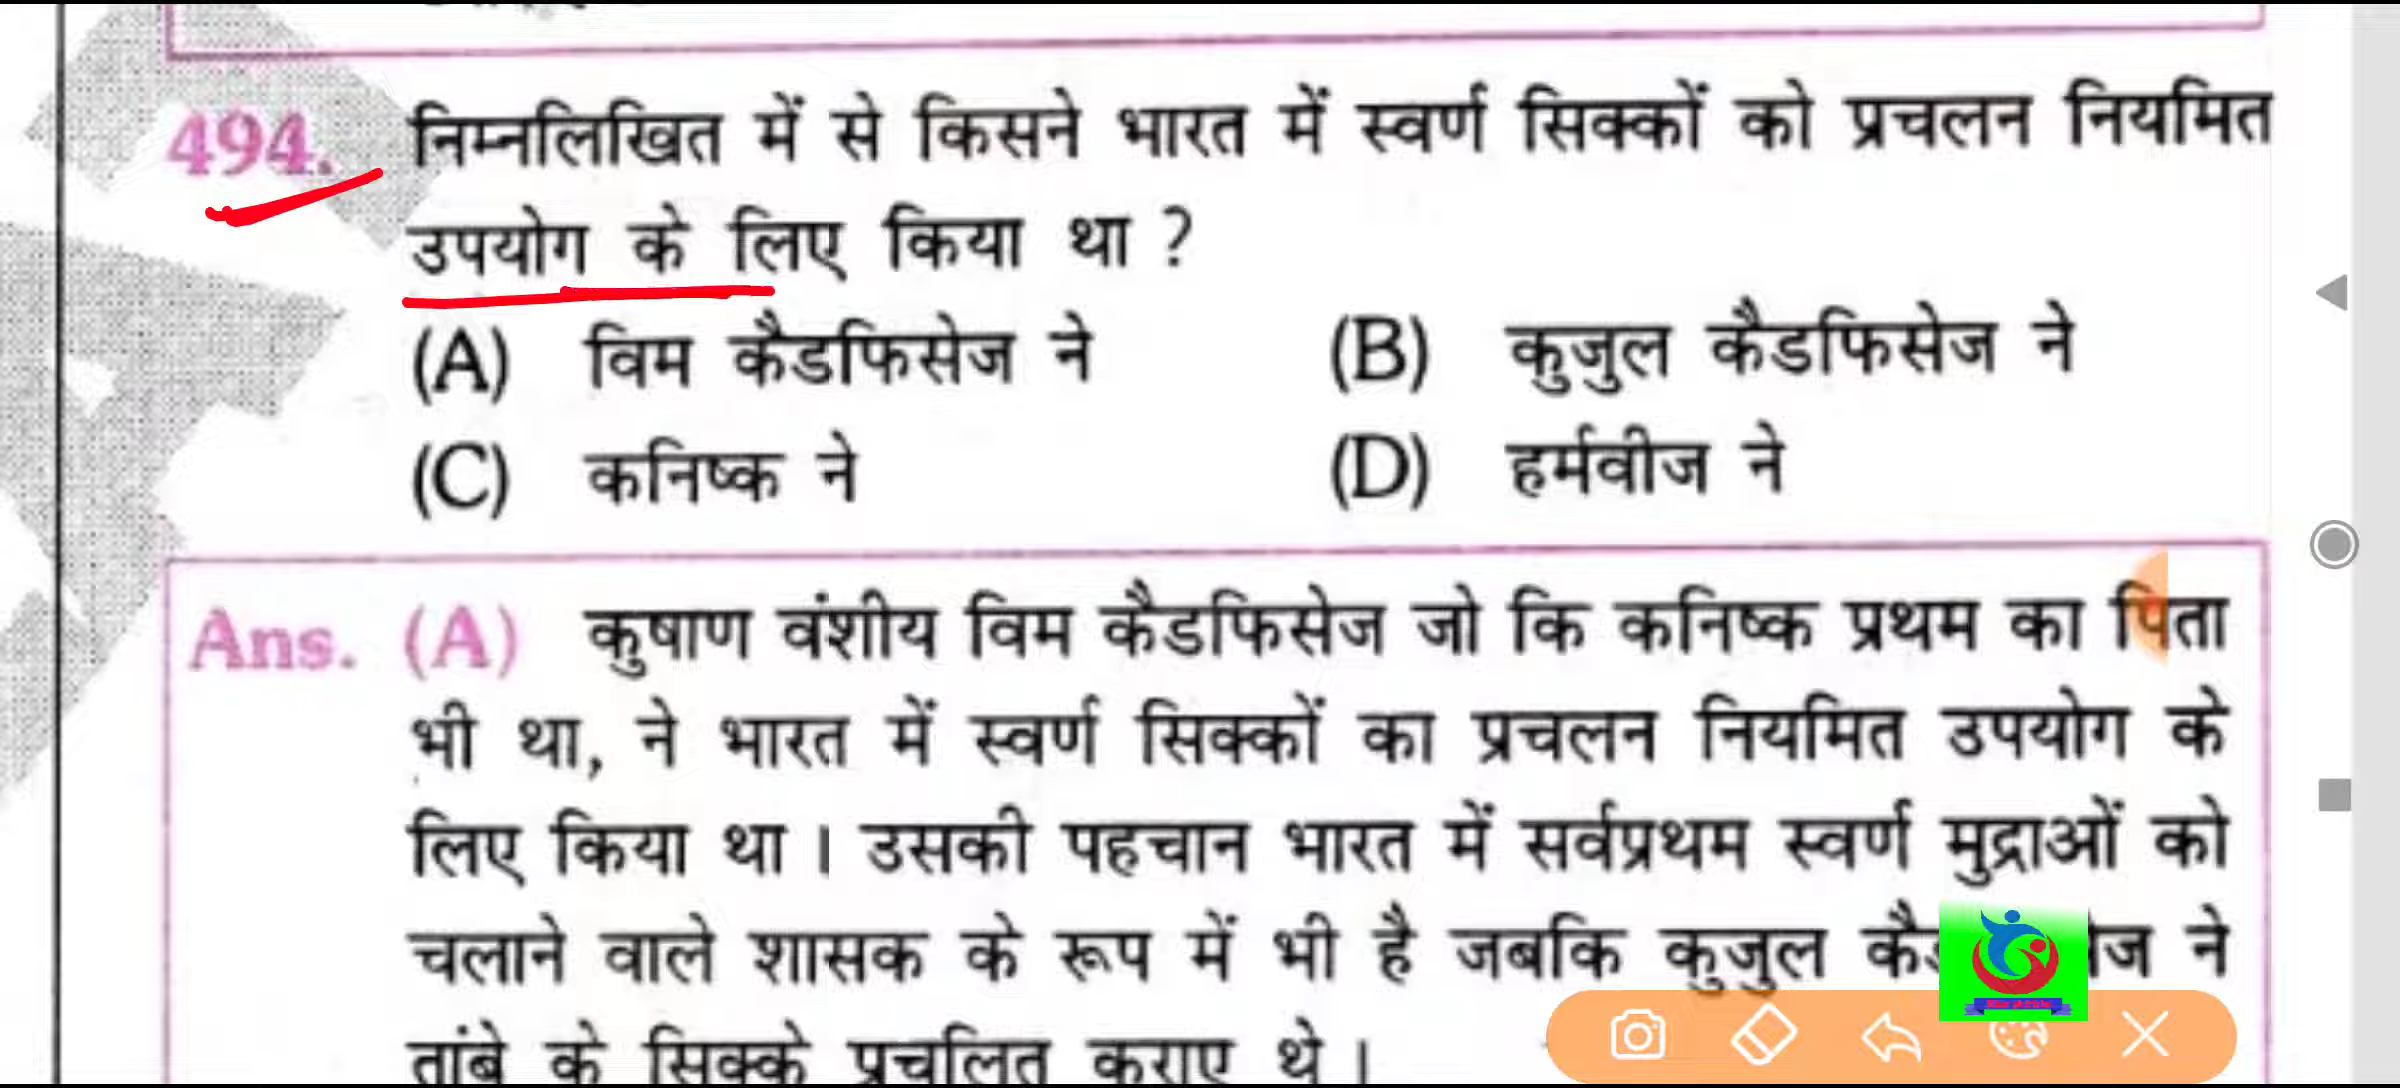 494. निम्नलिखित में से किसने भारत में स्वर्ण सिक्कों को प्रचलन नियमित
उपयोग के लिए किया था ?
(A) विम कैडफिसेज ने (B) कुजुल कैडफिसेज ने
(C) कनिष्क ने (D) हर्मवीज ने
Ans. (A) कुषाण वंशीय विम कैडफिसेज जो कि कनिष्क प्रथम का पिता
भी था, ने भारत में स्वर्ण सिक्कों का प्रचलन नियमित उपयोग के
लिए किया था । उसकी पहचान भारत में सर्वप्रथम स्वर्ण मुद्राओं को
चलाने वाले शासक के रूप में भी है जबकि कुजुल ने
तांबे के सिक्के प्रचलित कराए थे ।